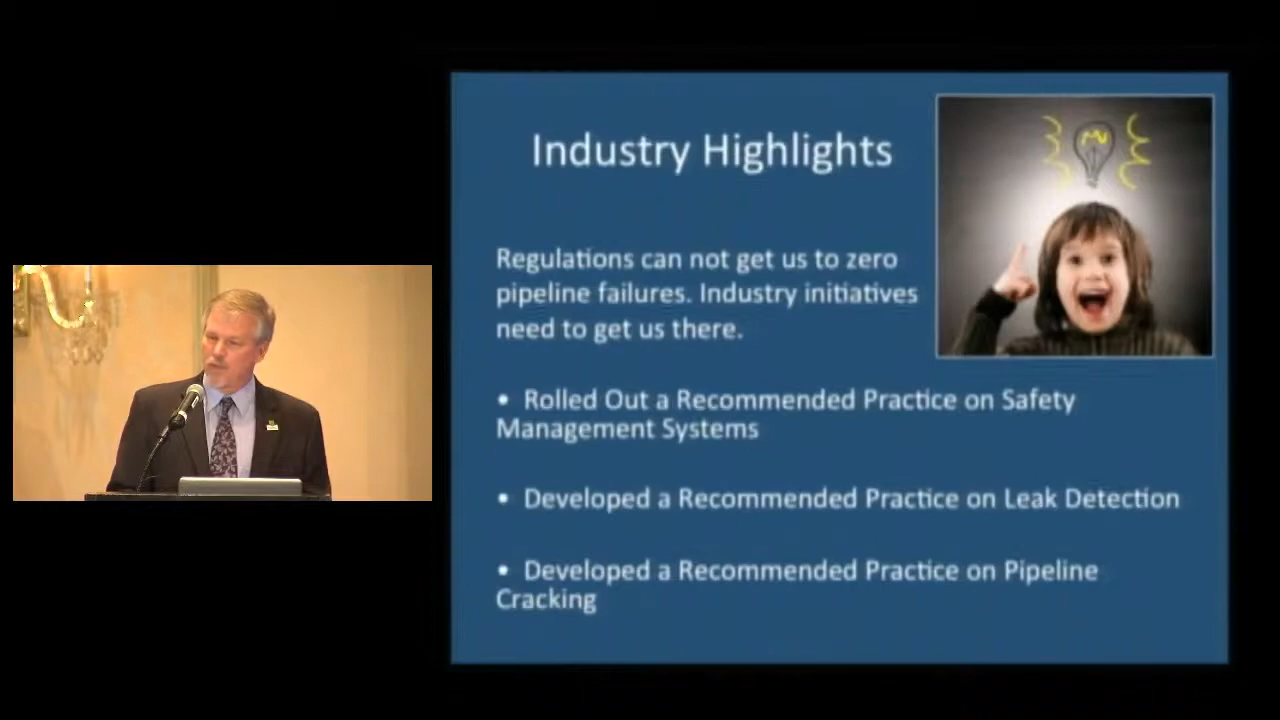 Industry Highlights
Regulations can not get us to zero
pipeline failures. Industry initiatives
need to get us there.
• Rolled Out a Recommended Practice on Safety
Management Systems
• Developed a Recommended Practice on Leak Detection
• Developed a Recommended Practice on Pipeline
Cracking